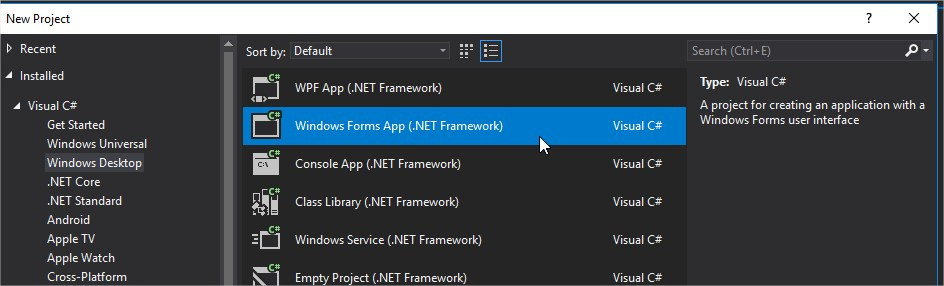 New Project
?
Recent
Installed
Visual C#
Get Started
Windows Universal
Windows Desktop
.NET Core
.NET Standard
Android
Apple TV
Apple Watch
Cross-Platform
Sort by: Default
C# WPF App (.NET Framework) Visual C#
C# Windows Forms App (.NET Framework) Visual C#
C# C:\ Console App (.NET Framework) Visual C#
C# Class Library (.NET Framework) Visual C#
C# Windows Service (.NET Framework) Visual C#
C# Empty Project (.NET Framework) Visual C#
Search (Ctrl+E)
Type: Visual C#
A project for creating an application with a
Windows Forms user interface